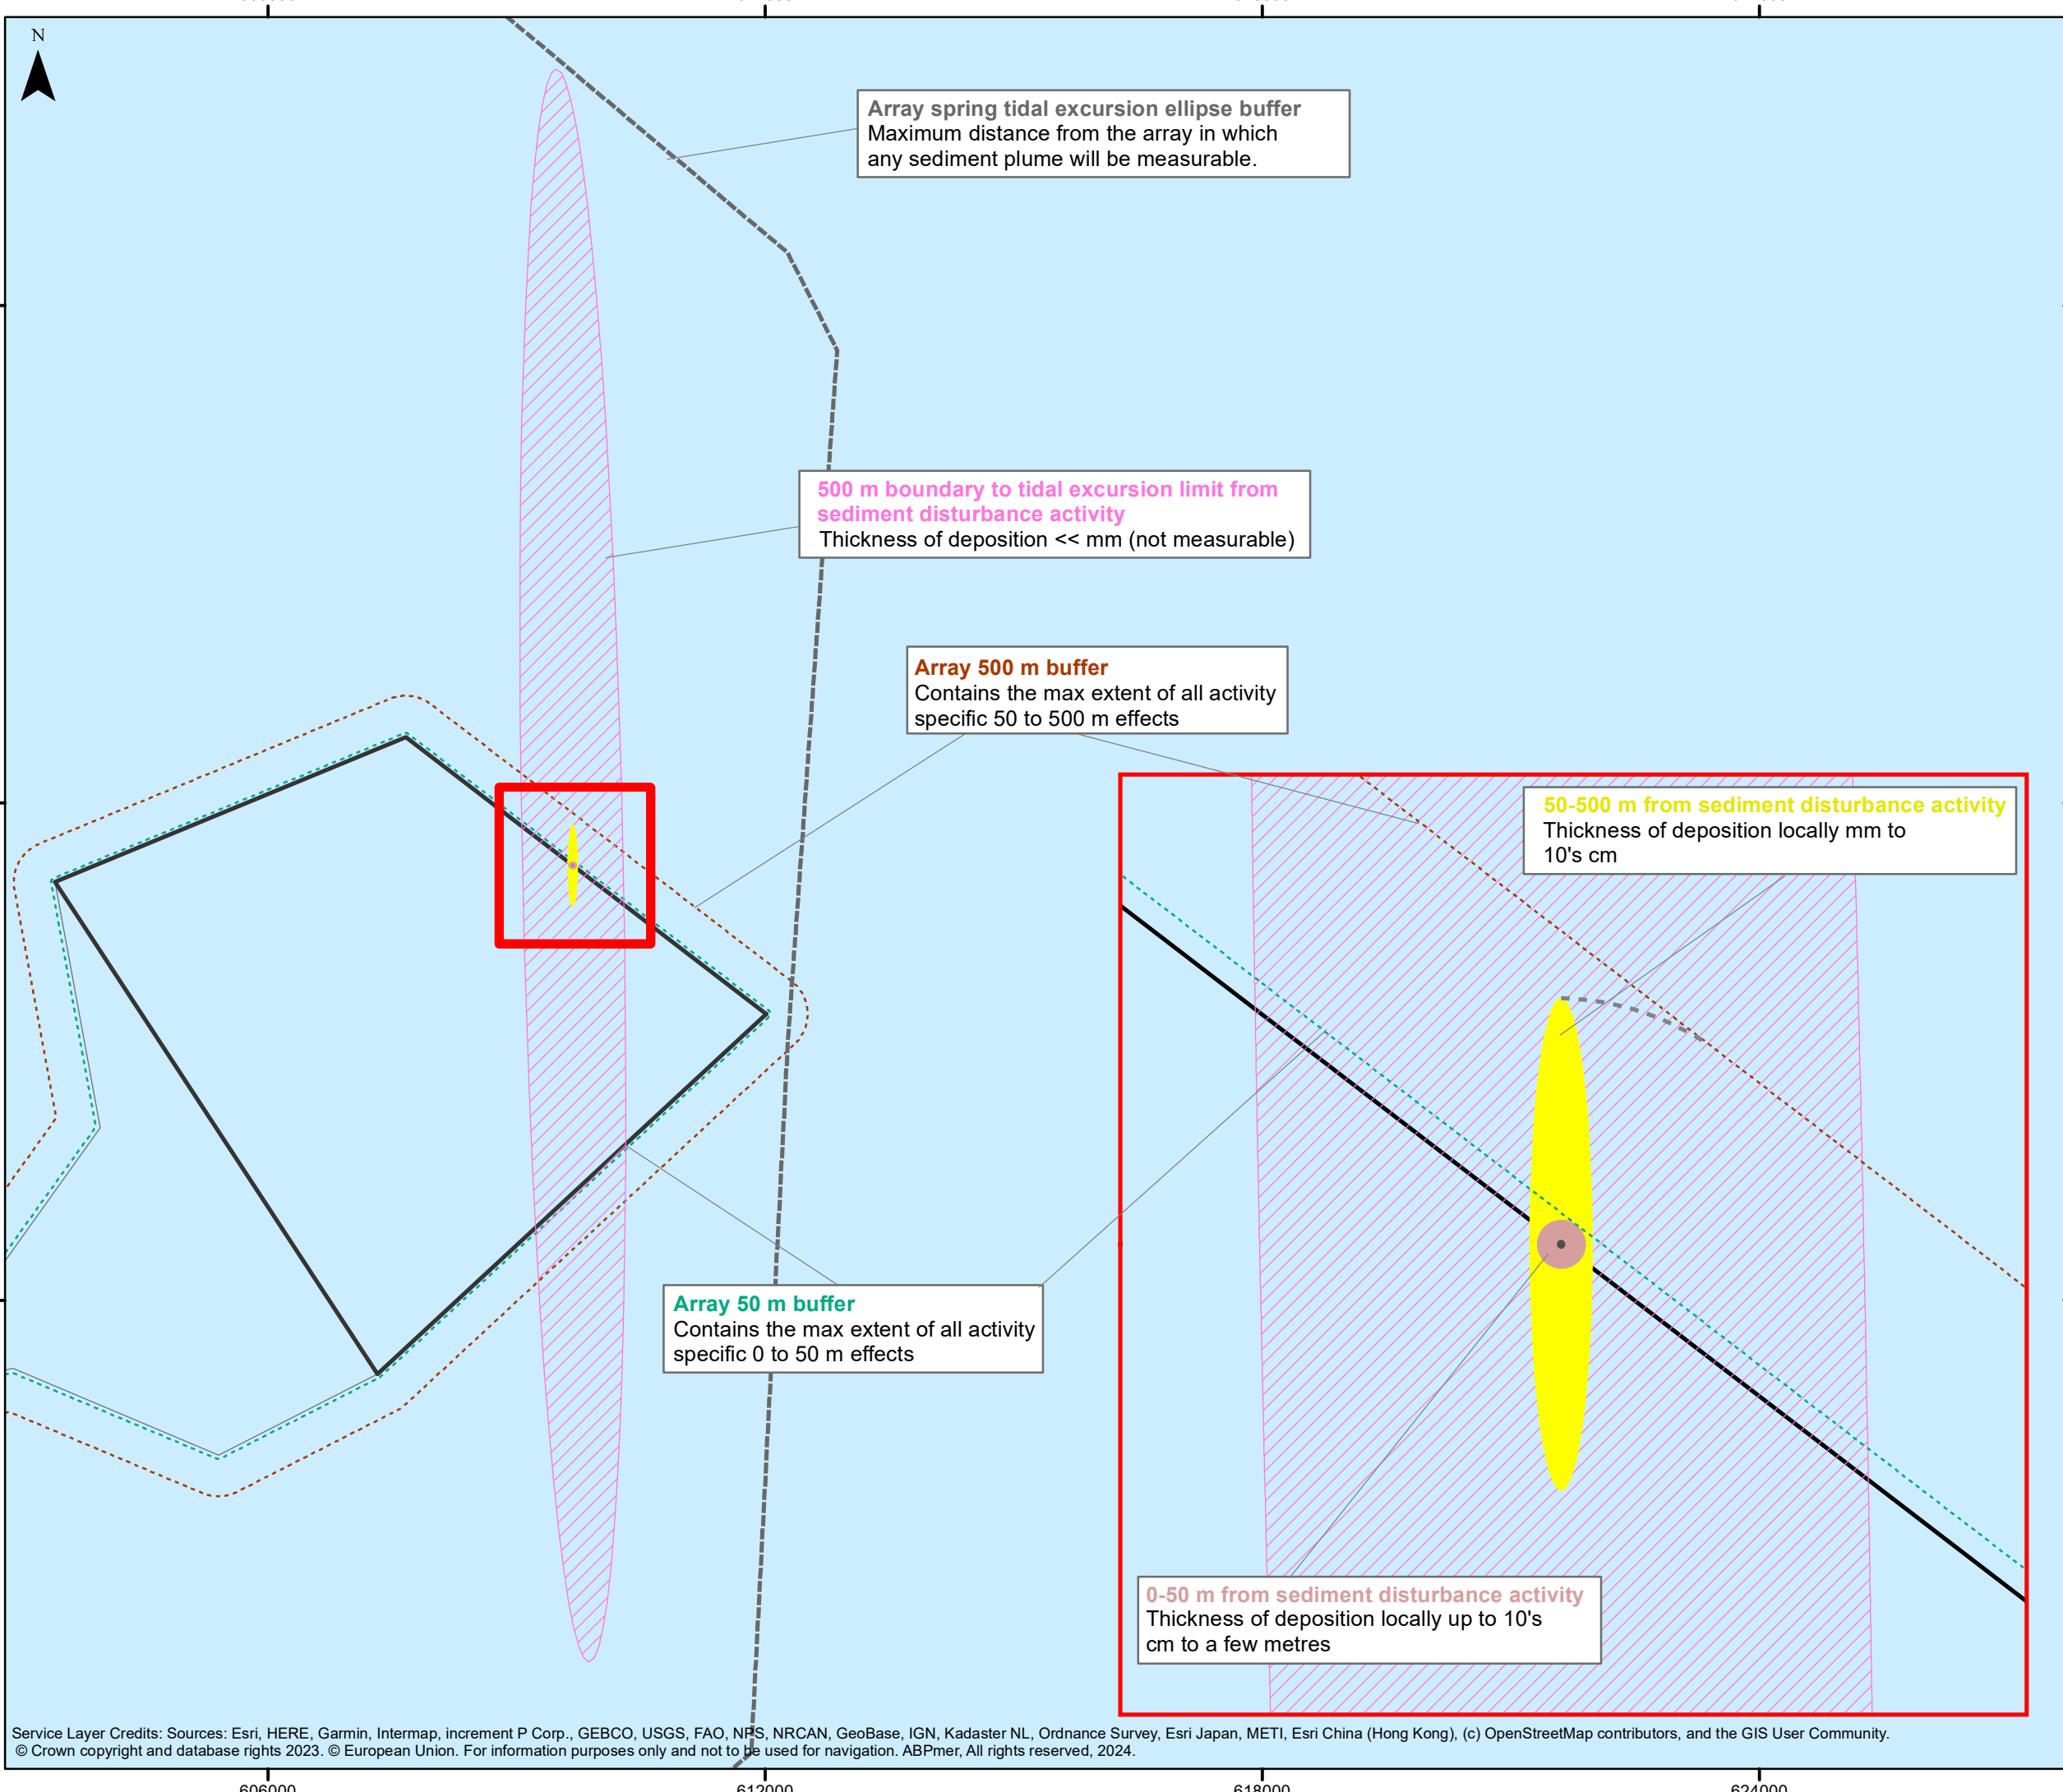 N
Array spring tidal excursion ellipse buffer
Maximum distance from the array in which
any sediment plume will be measurable.
500 m boundary to tidal excursion limit from
sediment disturbance activity
Thickness of deposition << mm (not measurable)
Array 500 m buffer
Contains the max extent of all activity
specific 50 to 500 m effects
50-500 m from sediment disturbance activity
Thickness of deposition locally mm to
10's cm
Array 50 m buffer
Contains the max extent of all activity
specific 0 to 50 m effects
0-50 m from sediment disturbance activity
Thickness of deposition locally up to 10's
cm to a few metres
Service Layer Credits: Sources: Esri, HERE, Garmin, Intermap, increment P Corp., GEBCO, USGS, FAO, NPS, NRCAN, GeoBase, IGN, Kadaster NL, Ordnance Survey, Esri Japan, METI, Esri China (Hong Kong), (c) OpenStreetMap contributors, and the GIS User Community.
© Crown copyright and database rights 2023. © European Union. For information purposes only and not to be used for navigation. ABPmer, All rights reserved, 2024.
606000 612000 618000 624000